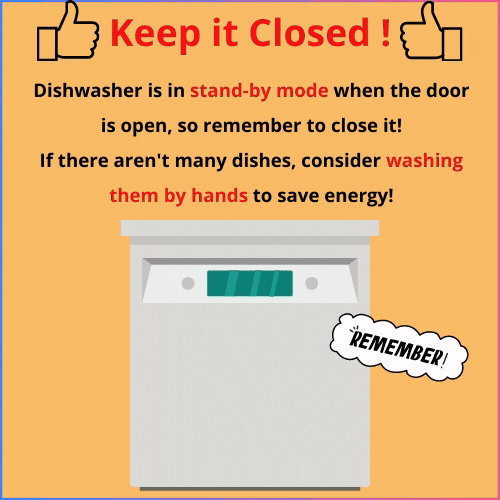 Keep it Closed !
Dishwasher is in stand-by mode when the door
is open, so remember to close it!
If there aren't many dishes, consider washing
them by hands to save energy!
REMEMBER!